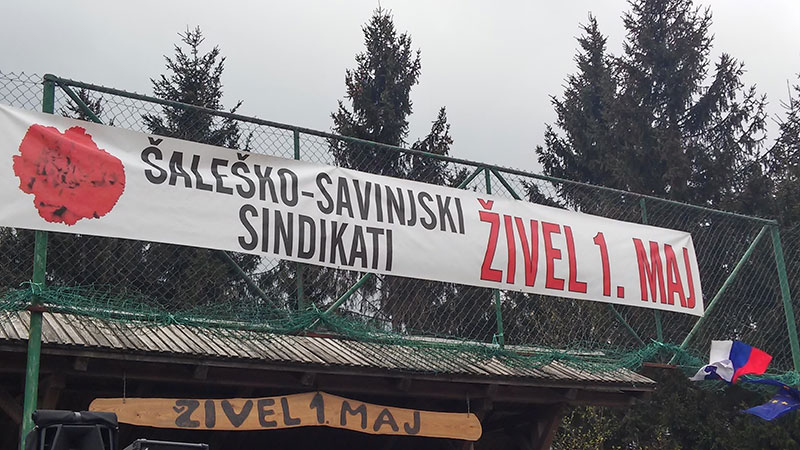 ŠALEŠKO-SAVINJSKI
SINDIKATI
ŽIVEL 1. MAJ
ŽIVEL 1. MAJ